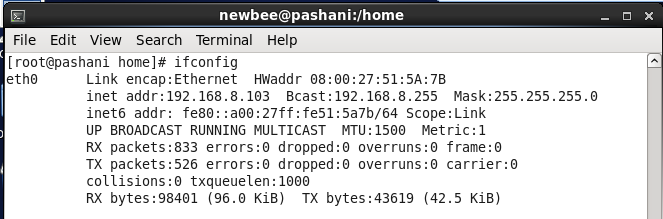 newbee@pashani:/home
File Edit View Search Terminal Help
[root@pashani home]# ifconfig
eth0      Link encap:Ethernet  HWaddr 08:00:27:51:5A:7B
          inet addr:192.168.8.103  Bcast:192.168.8.255  Mask:255.255.255.0
          inet6 addr: fe80::a00:27ff:fe51:5a7b/64 Scope:Link
          UP BROADCAST RUNNING MULTICAST  MTU:1500  Metric:1
          RX packets:833 errors:0 dropped:0 overruns:0 frame:0
          TX packets:526 errors:0 dropped:0 overruns:0 carrier:0
          collisions:0 txqueuelen:1000
          RX bytes:98401 (96.0 KiB)  TX bytes:43619 (42.5 KiB)